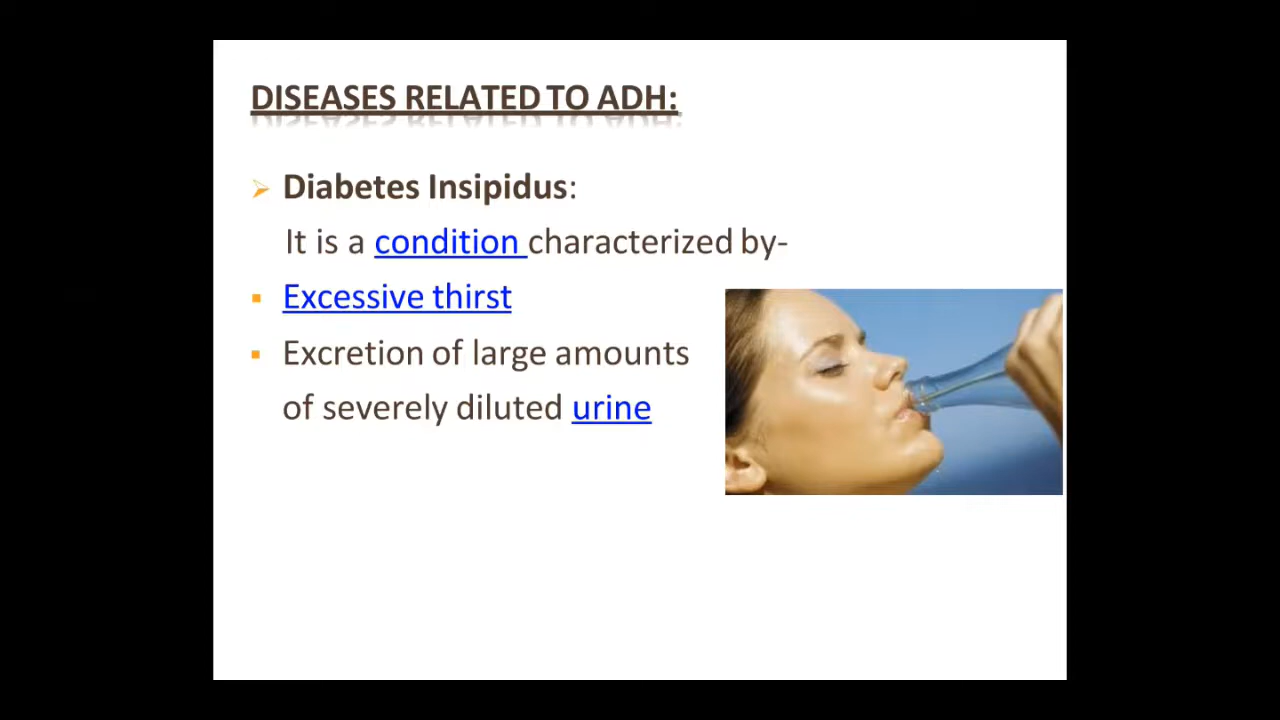 DISEASES RELATED TO ADH:
➢ Diabetes Insipidus:
It is a condition characterized by-
▪ Excessive thirst
▪ Excretion of large amounts
of severely diluted urine